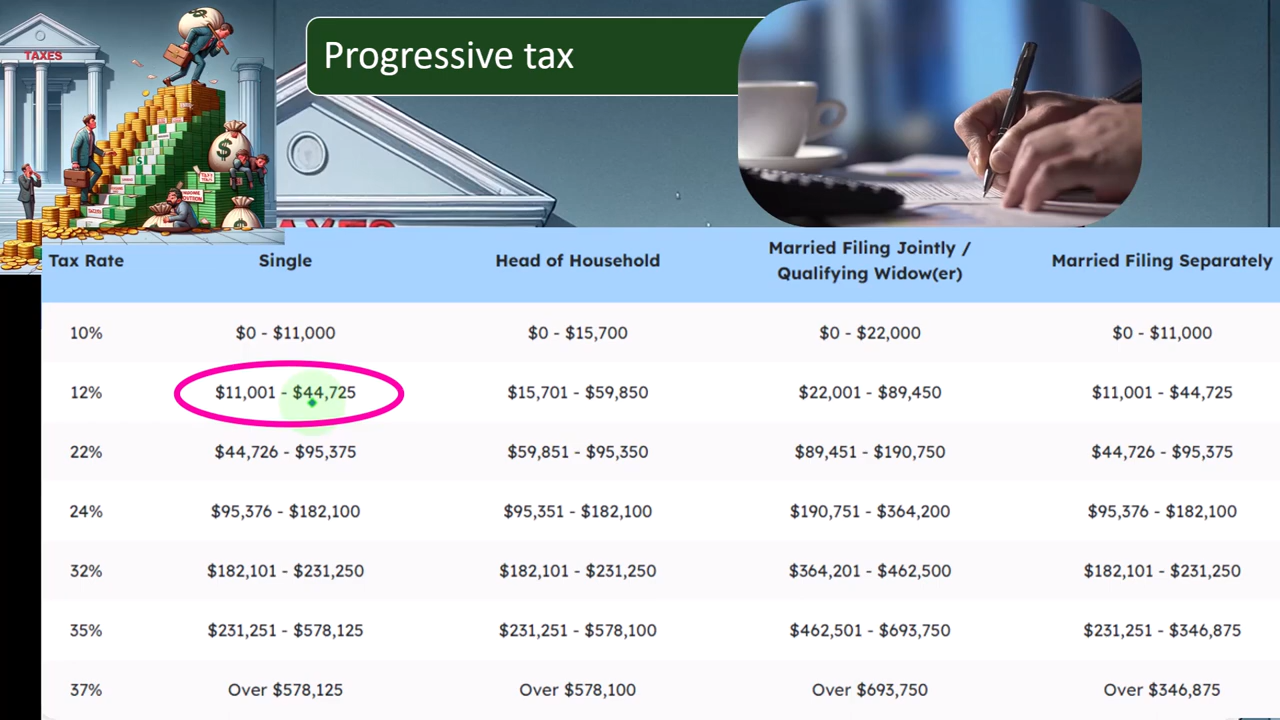 TAXES
Progressive tax
Tax Rate Single Head of Household Married Filing Jointly / Married Filing Separately
Qualifying Widow(er)
10% $0 - $11,000 $0 - $15,700 $0 - $22,000 $0 - $11,000
12% $11,001 - $44,725 $15,701 - $59,850 $22,001 - $89,450 $11,001 - $44,725
22% $44,726 - $95,375 $59,851 - $95,350 $89,451 - $190,750 $44,726 - $95,375
24% $95,376 - $182,100 $95,351 - $182,100 $190,751 - $364,200 $95,376 - $182,100
32% $182,101 - $231,250 $182,101 - $231,250 $364,201 - $462,500 $182,101 - $231,250
35% $231,251 - $578,125 $231,251 - $578,100 $462,501 - $693,750 $231,251 - $346,875
37% Over $578,125 Over $578,100 Over $693,750 Over $346,875